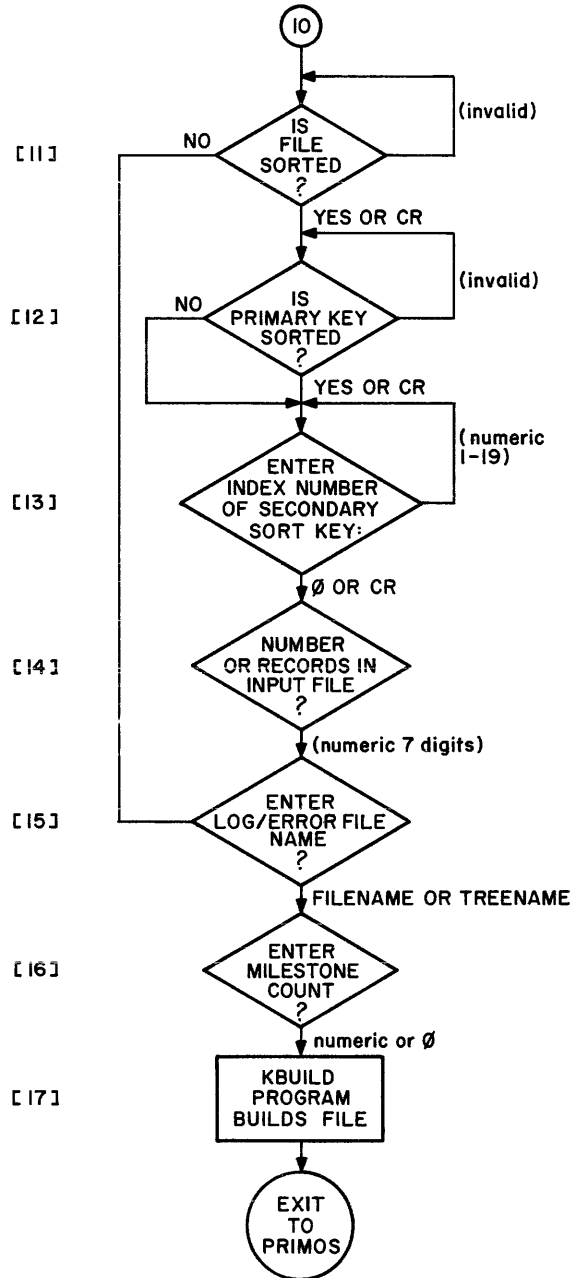 10
(invalid)
[11]
NO
IS
FILE
SORTED
?
YES OR CR
(invalid)
[12]
NO
IS
PRIMARY KEY
SORTED
?
YES OR CR
(numeric
1-19)
[13]
ENTER
INDEX NUMBER
OF SECONDARY
SORT KEY:
Ø OR CR
[14]
NUMBER
OR RECORDS IN
INPUT FILE
?
(numeric 7 digits)
[15]
ENTER
LOG/ERROR FILE
NAME
?
FILENAME OR TREENAME
[16]
ENTER
MILESTONE
COUNT
?
numeric or Ø
[17]
KBUILD
PROGRAM
BUILDS FILE
EXIT
TO
PRIMOS